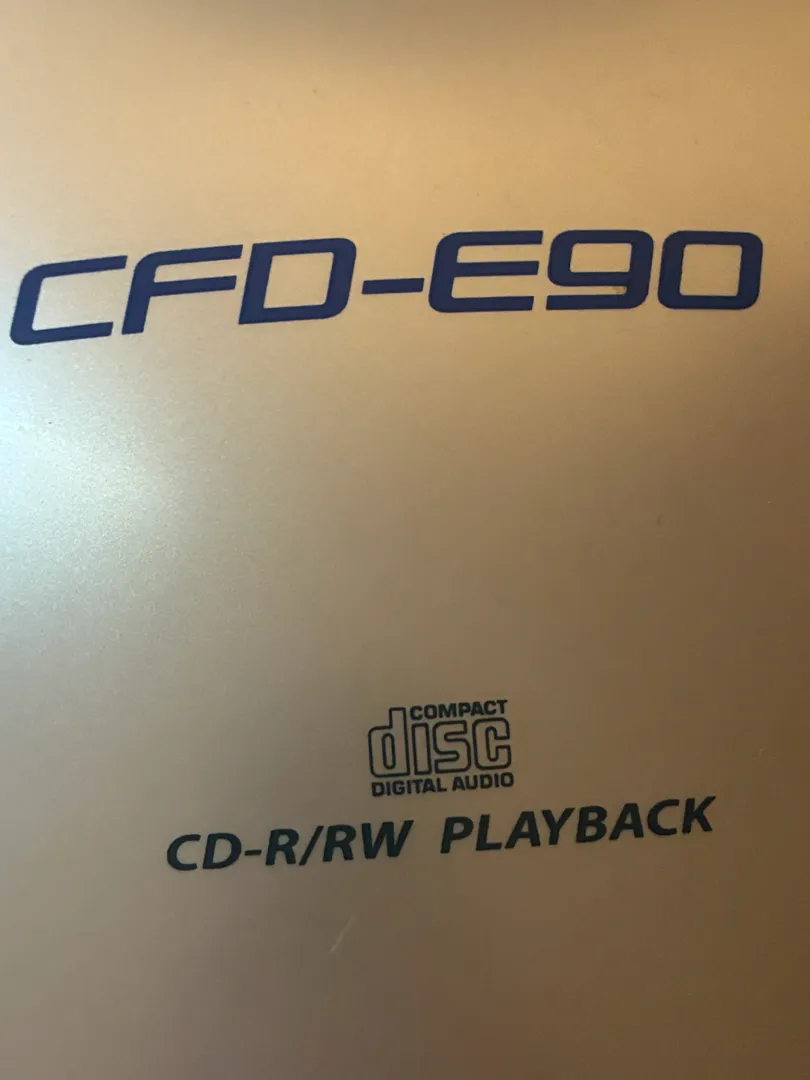 CFD-E90
COMPACT
disc
DIGITAL AUDIO
CD-R/RW PLAYBACK